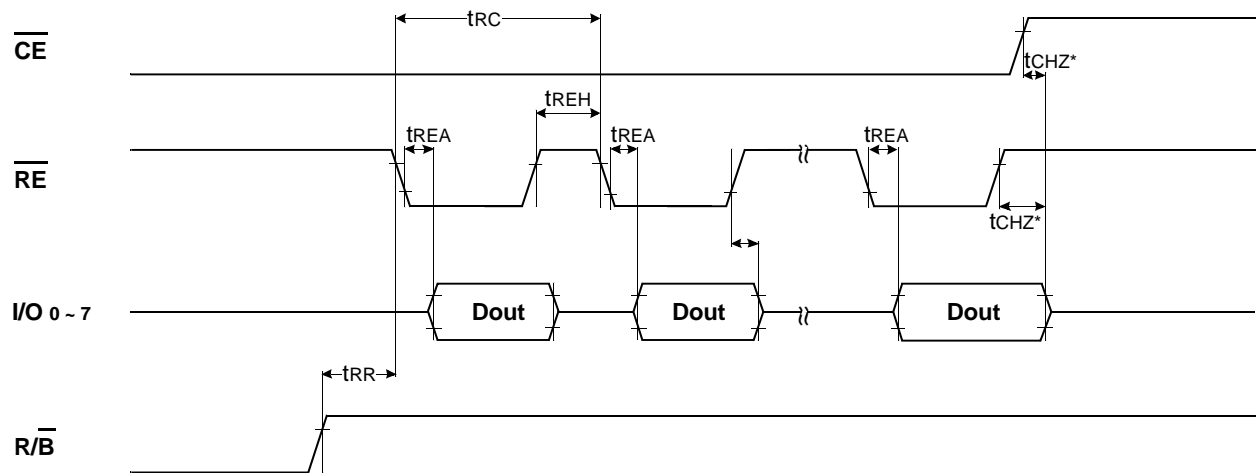 tRC
CE
tCHZ*
tREH
tREA
tREA
tREA
RE
tCHZ*
I/O 0 ~ 7
Dout
Dout
Dout
tRR
R/B